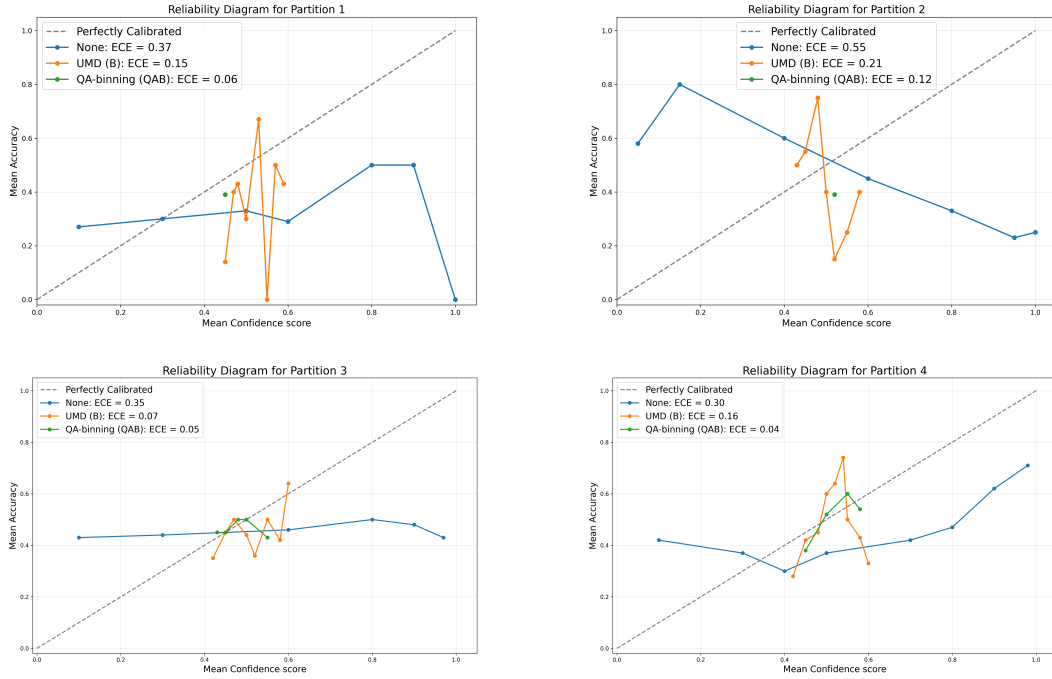 Reliability Diagram for Partition 1
Perfectly Calibrated
None: ECE = 0.37
UMD (B): ECE = 0.15
QA-binning (QAB): ECE = 0.06
Mean Accuracy
1.0
0.8
0.6
0.4
0.2
0.0
0.0 0.2 0.4 0.6 0.8 1.0
Mean Confidence score
Reliability Diagram for Partition 2
Perfectly Calibrated
None: ECE = 0.55
UMD (B): ECE = 0.21
QA-binning (QAB): ECE = 0.12
Mean Accuracy
1.0
0.8
0.6
0.4
0.2
0.0
0.0 0.2 0.4 0.6 0.8 1.0
Mean Confidence score
Reliability Diagram for Partition 3
Perfectly Calibrated
None: ECE = 0.35
UMD (B): ECE = 0.07
QA-binning (QAB): ECE = 0.05
Mean Accuracy
1.0
0.8
0.6
0.4
0.2
0.0
0.0 0.2 0.4 0.6 0.8 1.0
Mean Confidence score
Reliability Diagram for Partition 4
Perfectly Calibrated
None: ECE = 0.30
UMD (B): ECE = 0.16
QA-binning (QAB): ECE = 0.04
Mean Accuracy
1.0
0.8
0.6
0.4
0.2
0.0
0.0 0.2 0.4 0.6 0.8 1.0
Mean Confidence score